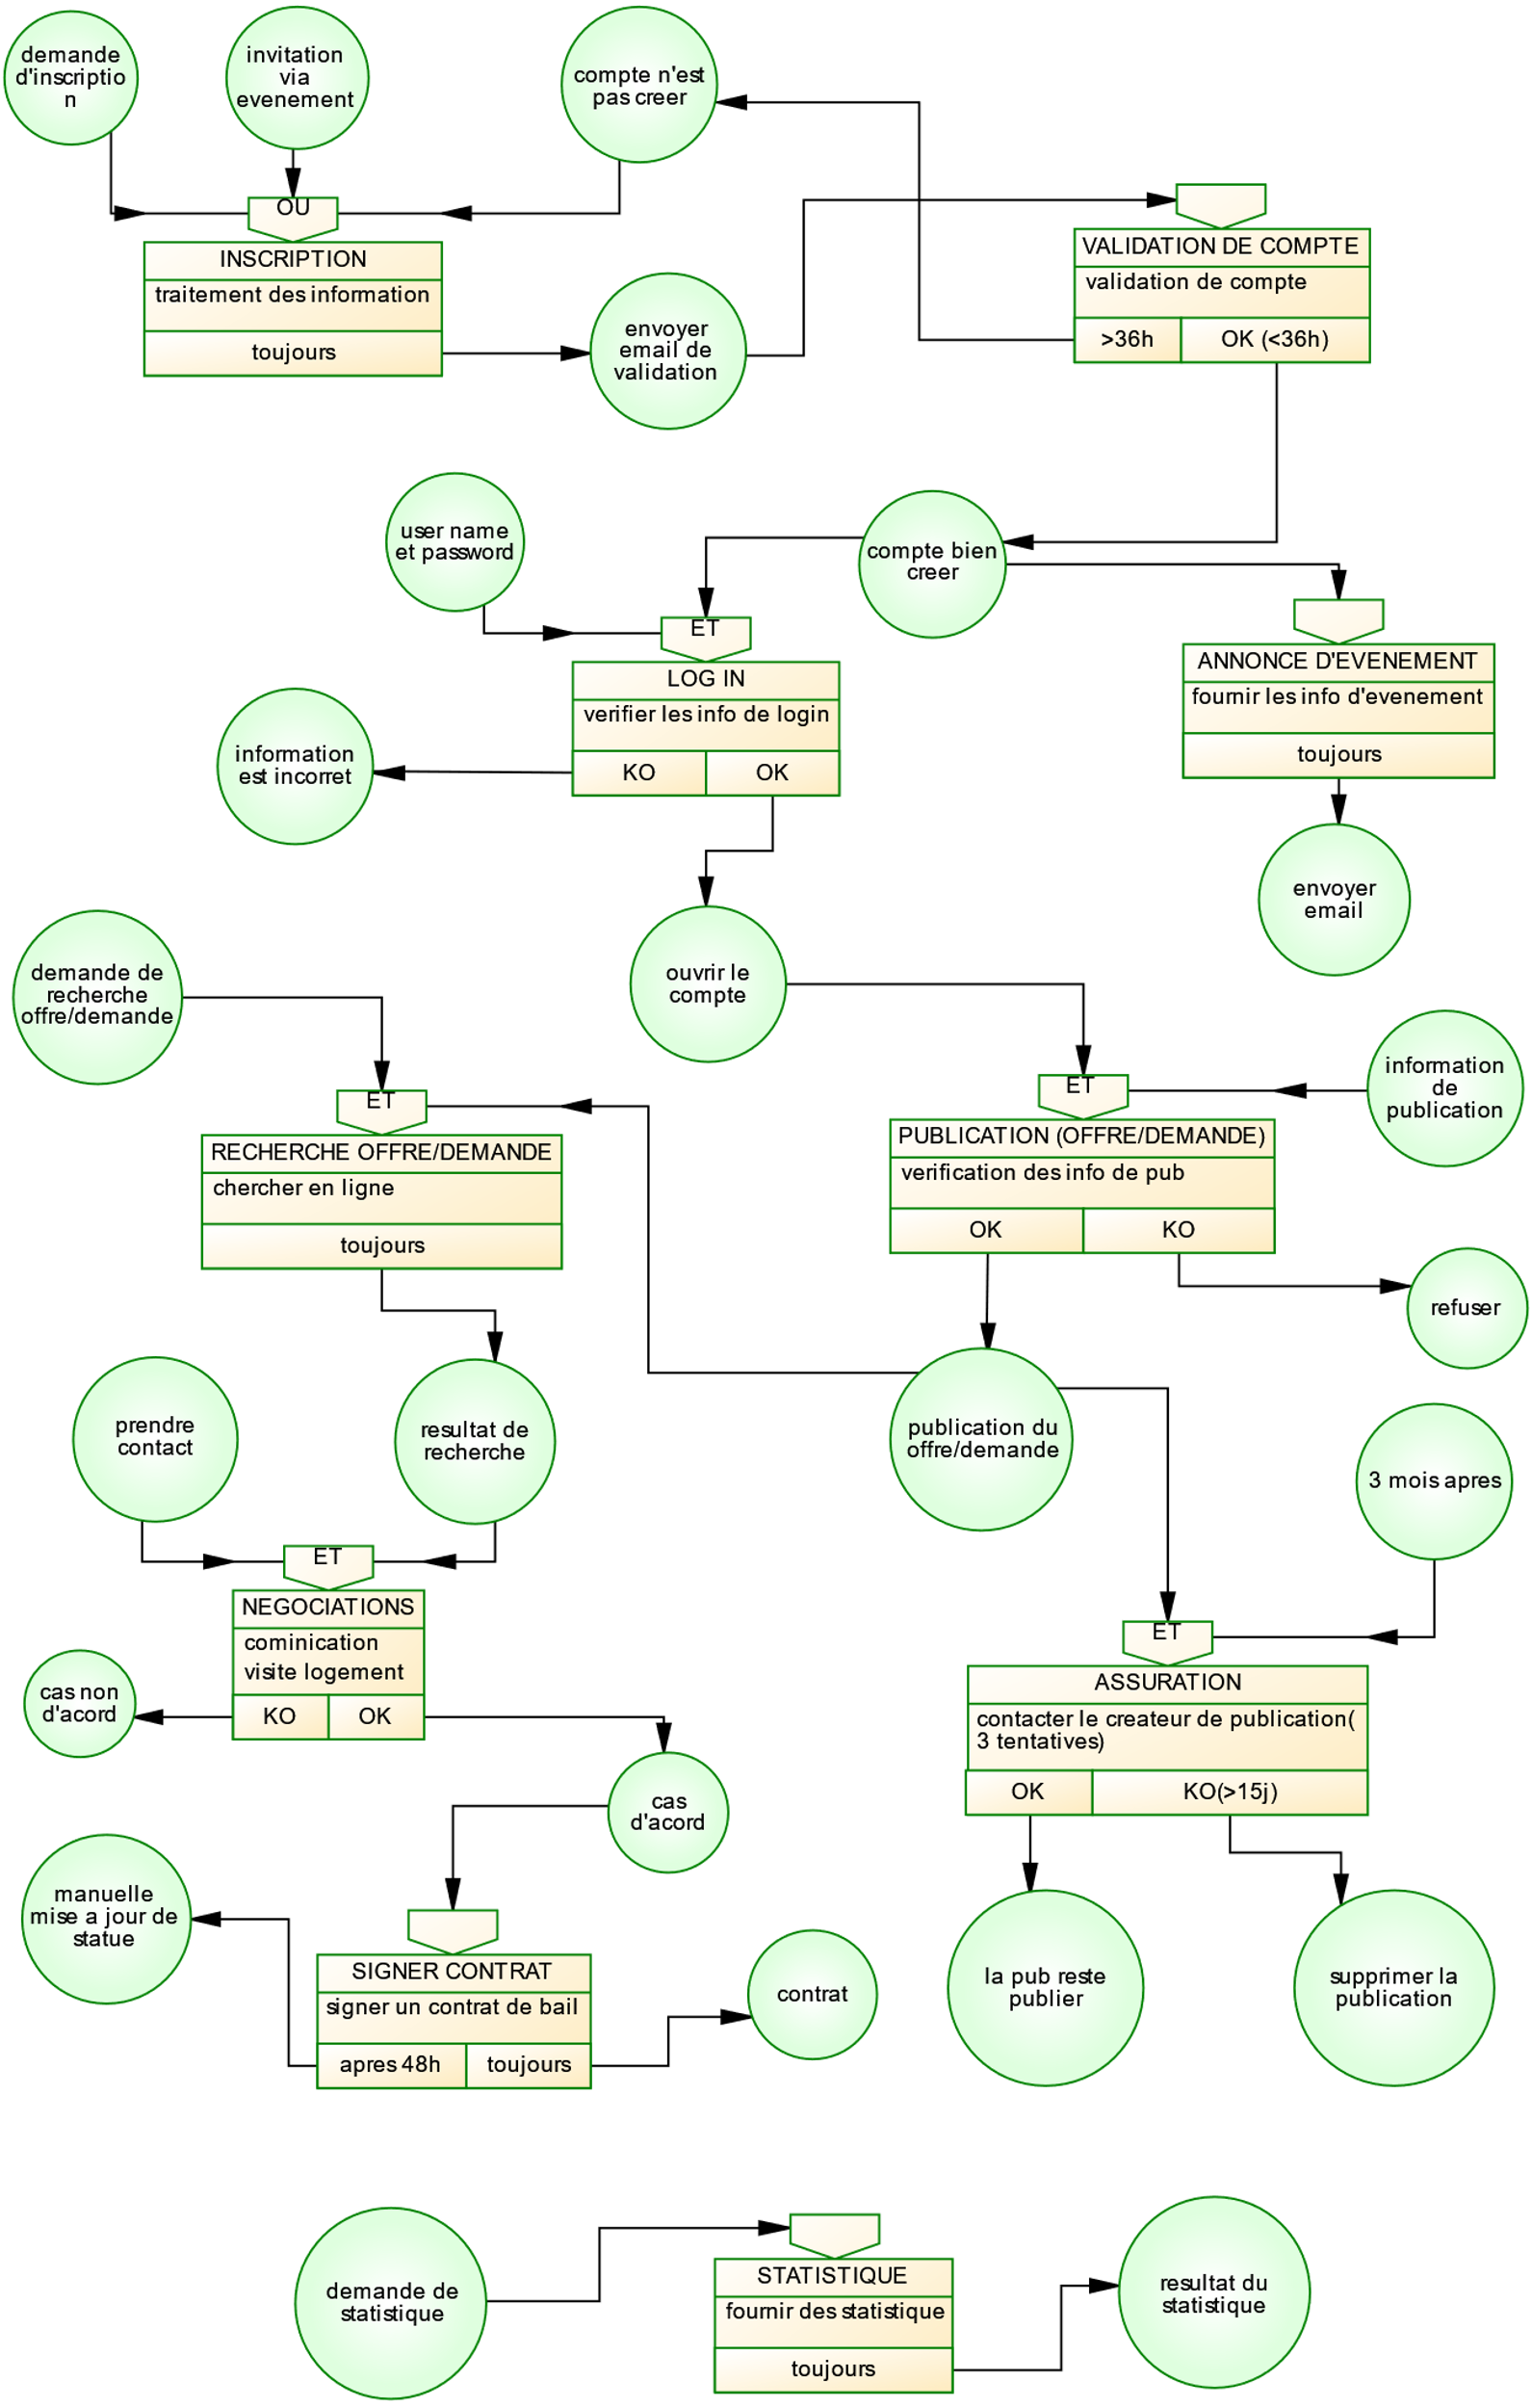 demande
d'inscriptio
n
invitation
via
evenement
compte n'est
pas creer
OU
INSCRIPTION
traitement des information
toujours
envoyer
email de
validation
VALIDATION DE COMPTE
validation de compte
>36h
OK (<36h)
user name
et password
compte bien
creer
ET
LOG IN
verifier les info de login
KO
OK
information
est incorret
ANNONCE D'EVENEMENT
fournir les info d'evenement
toujours
envoyer
email
demande de
recherche
offre/demande
ouvrir le
compte
information
de
publication
ET
RECHERCHE OFFRE/DEMANDE
chercher en ligne
toujours
ET
PUBLICATION (OFFRE/DEMANDE)
verification des info de pub
OK
KO
refuser
prendre
contact
resultat de
recherche
publication du
offre/demande
3 mois apres
ET
NEGOCIATIONS
cominication
visite logement
KO
OK
cas non
d'acord
cas
d'acord
ET
ASSURATION
contacter le createur de publication(
3 tentatives)
OK
KO(>15j)
manuelle
mise a jour de
statue
SIGNER CONTRAT
signer un contrat de bail
apres 48h
toujours
contrat
la pub reste
publier
supprimer la
publication
demande de
statistique
STATISTIQUE
fournir des statistique
toujours
resultat du
statistique